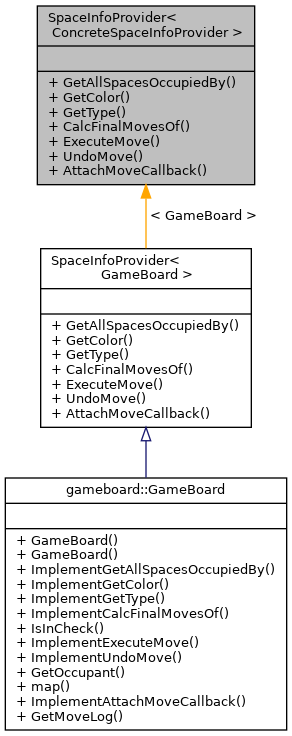 SpaceInfoProvider<
ConcreteSpaceInfoProvider >
+ GetAllSpacesOccupiedBy()
+ GetColor()
+ GetType()
+ CalcFinalMovesOf()
+ ExecuteMove()
+ UndoMove()
+ AttachMoveCallback()
< GameBoard >
SpaceInfoProvider<
GameBoard >
+ GetAllSpacesOccupiedBy()
+ GetColor()
+ GetType()
+ CalcFinalMovesOf()
+ ExecuteMove()
+ UndoMove()
+ AttachMoveCallback()
gameboard::GameBoard
+ GameBoard()
+ GameBoard()
+ ImplementGetAllSpacesOccupiedBy()
+ ImplementGetColor()
+ ImplementGetType()
+ ImplementCalcFinalMovesOf()
+ IsInCheck()
+ ImplementExecuteMove()
+ ImplementUndoMove()
+ GetOccupant()
+ map()
+ ImplementAttachMoveCallback()
+ GetMoveLog()